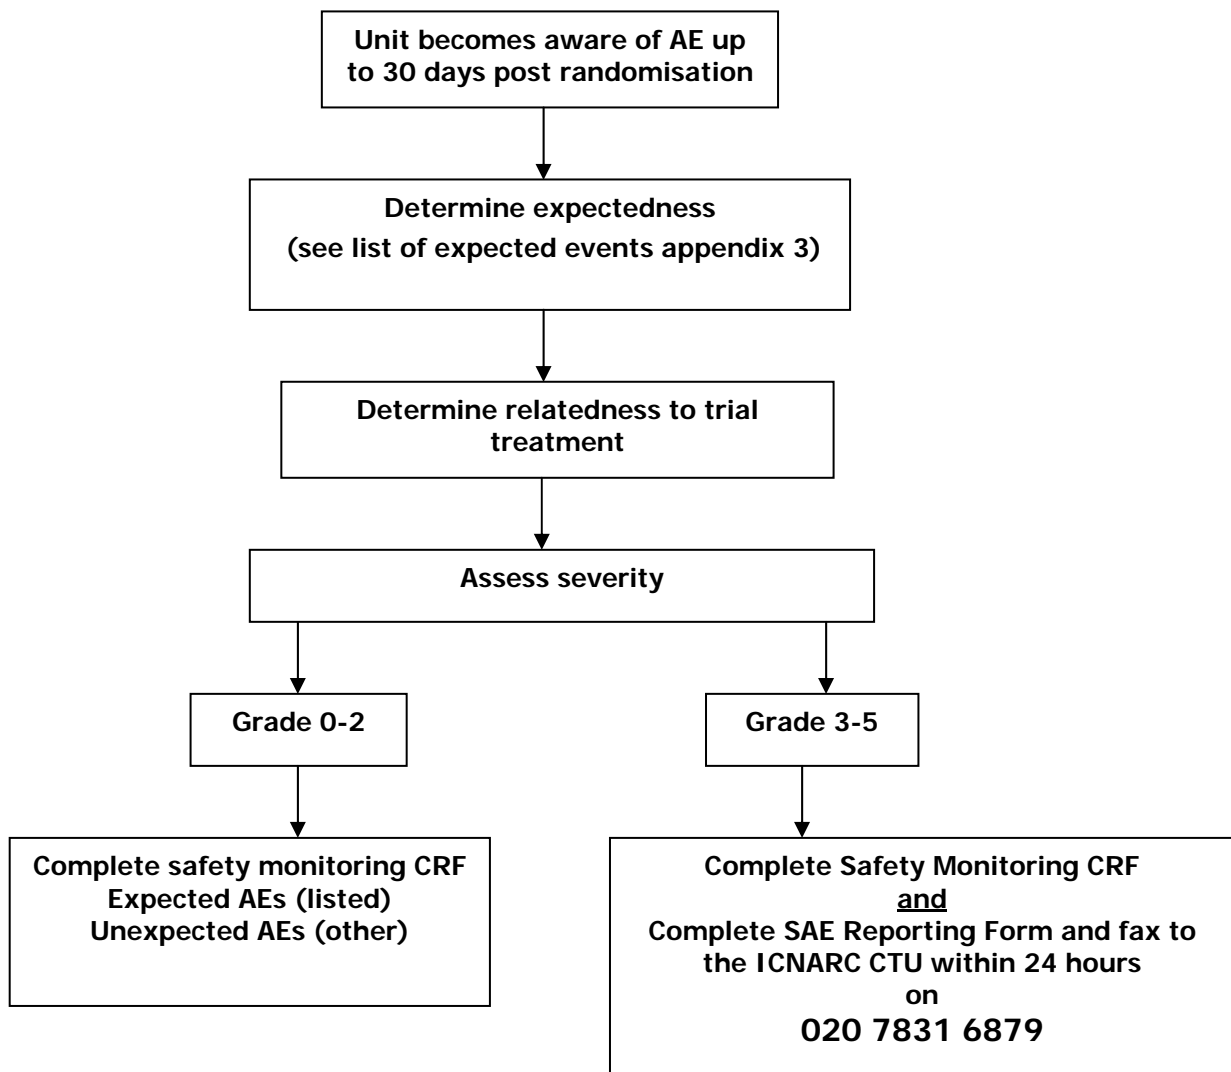 Unit becomes aware of AE up
to 30 days post randomisation
Determine expectedness
(see list of expected events appendix 3)
Determine relatedness to trial
treatment
Assess severity
Grade 0-2
Grade 3-5
Complete safety monitoring CRF
Expected AEs (listed)
Unexpected AEs (other)
Complete Safety Monitoring CRF
and
Complete SAE Reporting Form and fax to
the ICNARC CTU within 24 hours
on
020 7831 6879